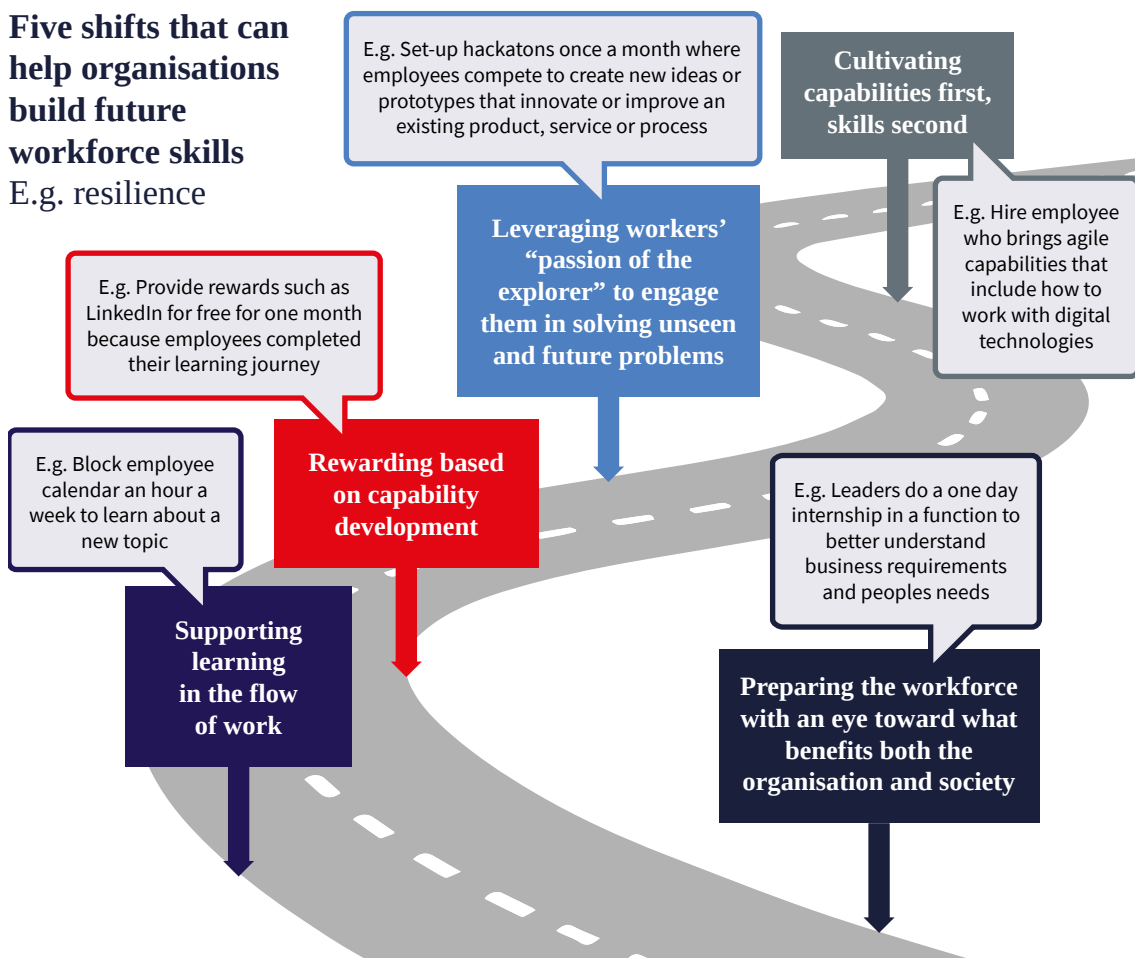 Five shifts that can
help organisations
build future
workforce skills
E.g. resilience
E.g. Set-up hackatons once a month where
employees compete to create new ideas or
prototypes that innovate or improve an
existing product, service or process
Leveraging workers’
“passion of the
explorer” to engage
them in solving unseen
and future problems
Cultivating
capabilities first,
skills second
E.g. Hire employee
who brings agile
capabilities that
include how to
work with digital
technologies
E.g. Provide rewards such as
LinkedIn for free for one month
because employees completed
their learning journey
Rewarding based
on capability
development
E.g. Block employee
calendar an hour a
week to learn about a
new topic
Supporting
learning
in the flow
of work
E.g. Leaders do a one day
internship in a function to
better understand
business requirements
and peoples needs
Preparing the workforce
with an eye toward what
benefits both the
organisation and society